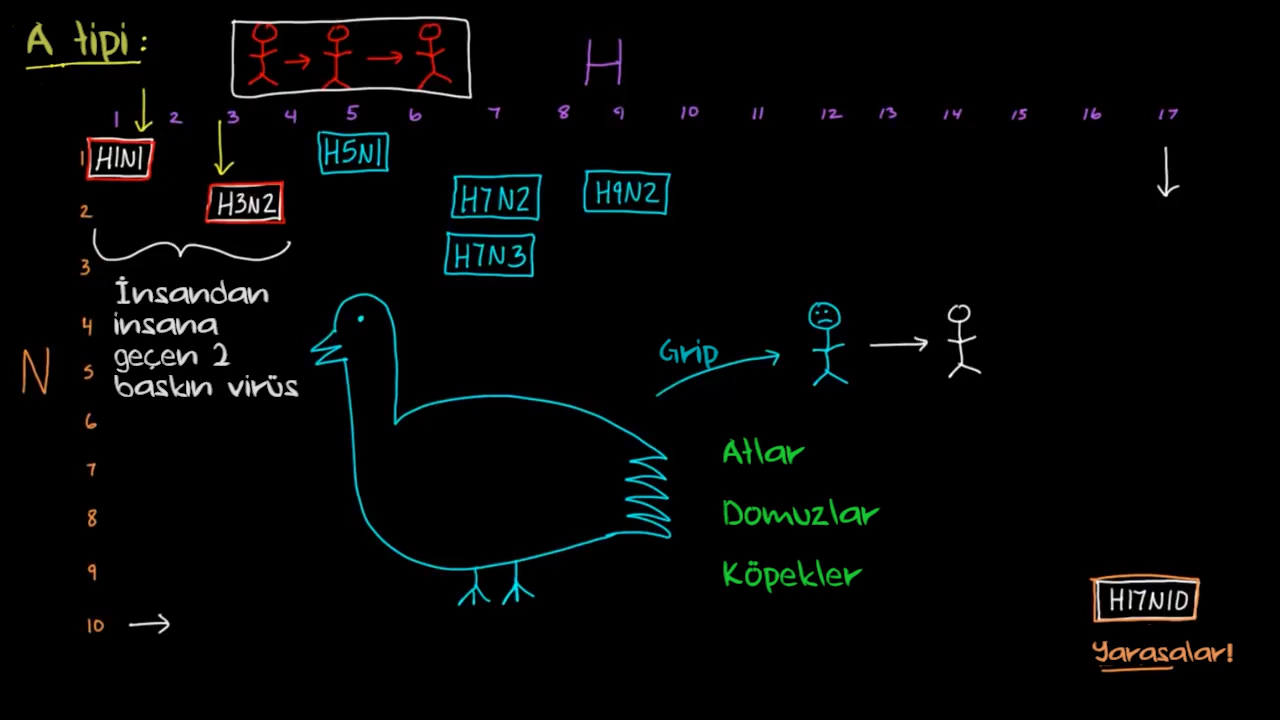 A tipi:
H
1 2 3 4 5 6 7 8 9 10 11 12 13 14 15 16 17
1 H1N1 H5N1
2 H3N2 H7N2 H9N2
3 H7N3
İnsandan
4 insana
geçen 2
N 5 Grip
baskın virüs
6
7 Atlar
8 Domuzlar
9 Köpekler
H17N10
10
Yarasalar!